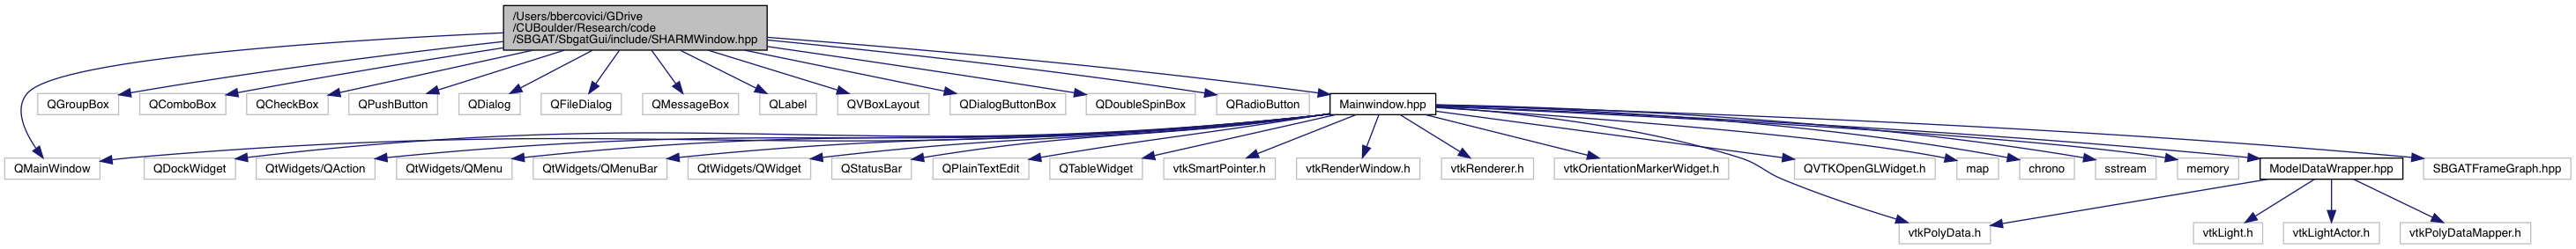 /Users/bbercovici/GDrive
/CUBoulder/Research/code
/SBGAT/SbgatGui/include/SHARMWindow.hpp
QGroupBox
QComboBox
QCheckBox
QPushButton
QDialog
QFileDialog
QMessageBox
QLabel
QVBoxLayout
QDialogButtonBox
QDoubleSpinBox
QRadioButton
Mainwindow.hpp
QMainWindow
QDockWidget
QtWidgets/QAction
QtWidgets/QMenu
QtWidgets/QMenuBar
QtWidgets/QWidget
QStatusBar
QPlainTextEdit
QTableWidget
vtkSmartPointer.h
vtkRenderWindow.h
vtkRenderer.h
vtkOrientationMarkerWidget.h
QVTKOpenGLWidget.h
map
chrono
sstream
memory
ModelDataWrapper.hpp
SBGATFrameGraph.hpp
vtkPolyData.h
vtkLight.h
vtkLightActor.h
vtkPolyDataMapper.h